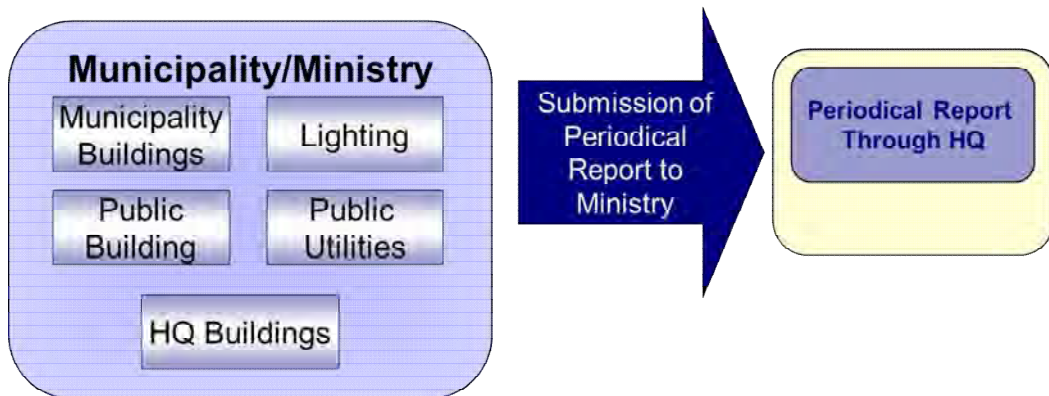 Municipality/Ministry
Municipality
Buildings
Lighting
Public
Building
Public
Utilities
HQ Buildings
Submission of
Periodical
Report to
Ministry
Periodical Report
Through HQ